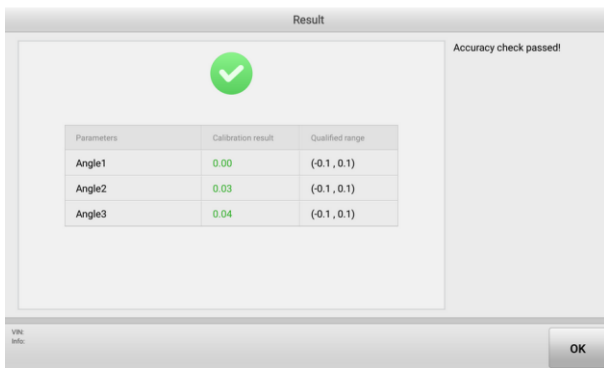 Result
Accuracy check passed!
Parameters Calibration result Qualified range
Angle1 0.00 (-0.1 , 0.1)
Angle2 0.03 (-0.1 , 0.1)
Angle3 0.04 (-0.1 , 0.1)
VIN:
Info:
OK